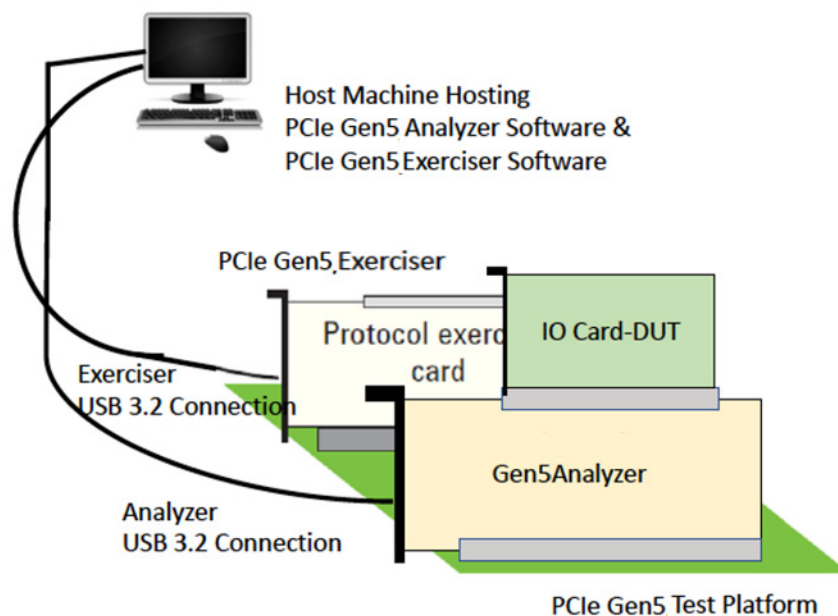 Host Machine Hosting
PCIe Gen5 Analyzer Software &
PCIe Gen5 Exerciser Software
PCIe Gen5 Exerciser
Protocol exerc
card
IO Card-DUT
Exerciser
USB 3.2 Connection
Gen5Analyzer
Analyzer
USB 3.2 Connection
PCIe Gen5 Test Platform